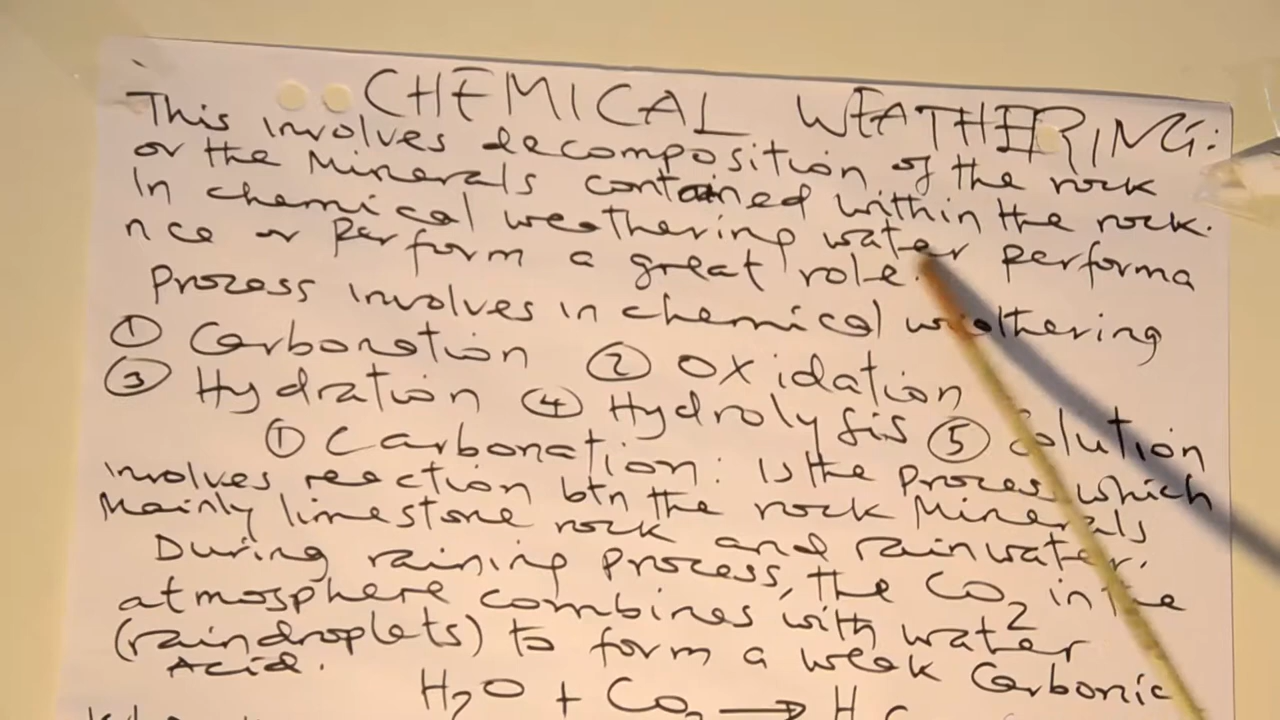 CHEMICAL WEATHERING:
This involves decomposition of the rock
or the Minerals contained within the rock.
In chemical weathering water performa
nce or perform a great role.
Process involves in chemical weathering
① Carbonation ② Oxidation
③ Hydration ④ Hydrolysis ⑤ Solution
① Carbonation: is the process which
involves reaction btn the rock Minerals
Mainly limestone rock and rainwater.
During raining process, the CO2 in the
atmosphere combines with water
(raindroplets) to form a weak Carbonic
Acid.
H2O + CO2 → H